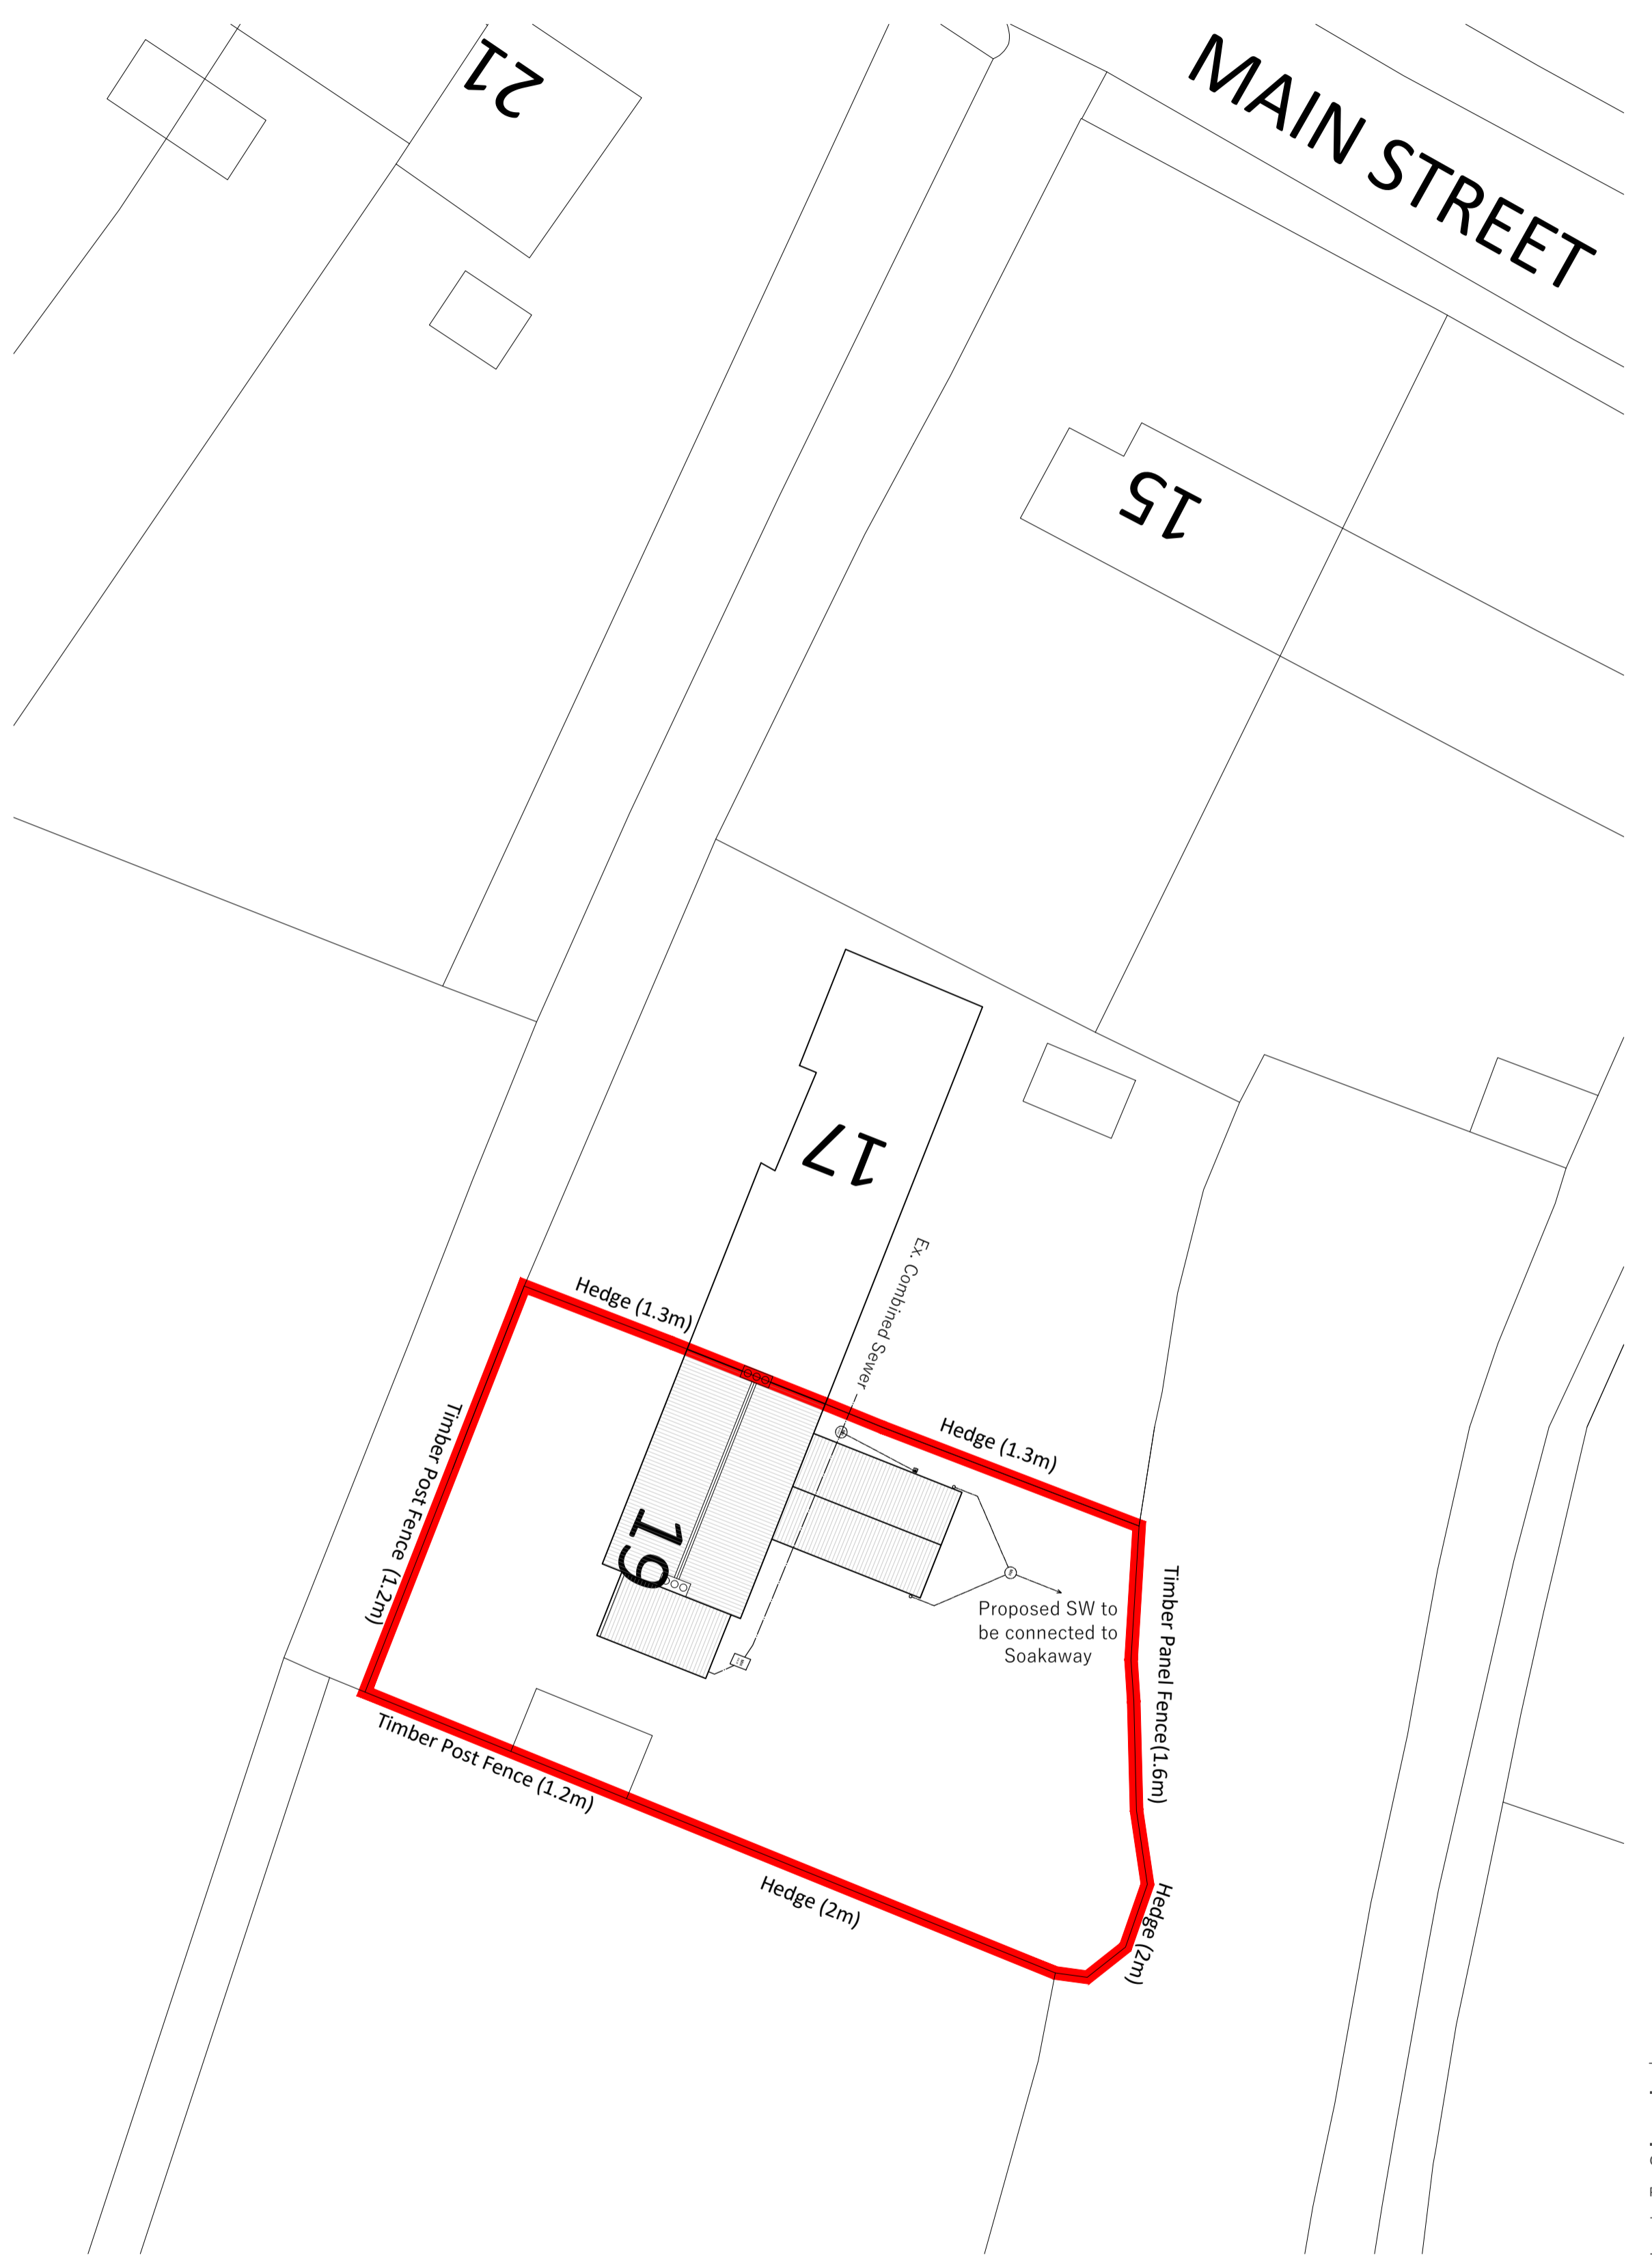 21
MAIN STREET
15
17
Ex. Combined Sewer
Hedge (1.3m)
Hedge (1.3m)
Timber Post Fence (1.2m)
19
Proposed SW to
be connected to
Soakaway
Timber Panel Fence(1.6m)
Timber Post Fence (1.2m)
Hedge (2m)
Hedge (2m)